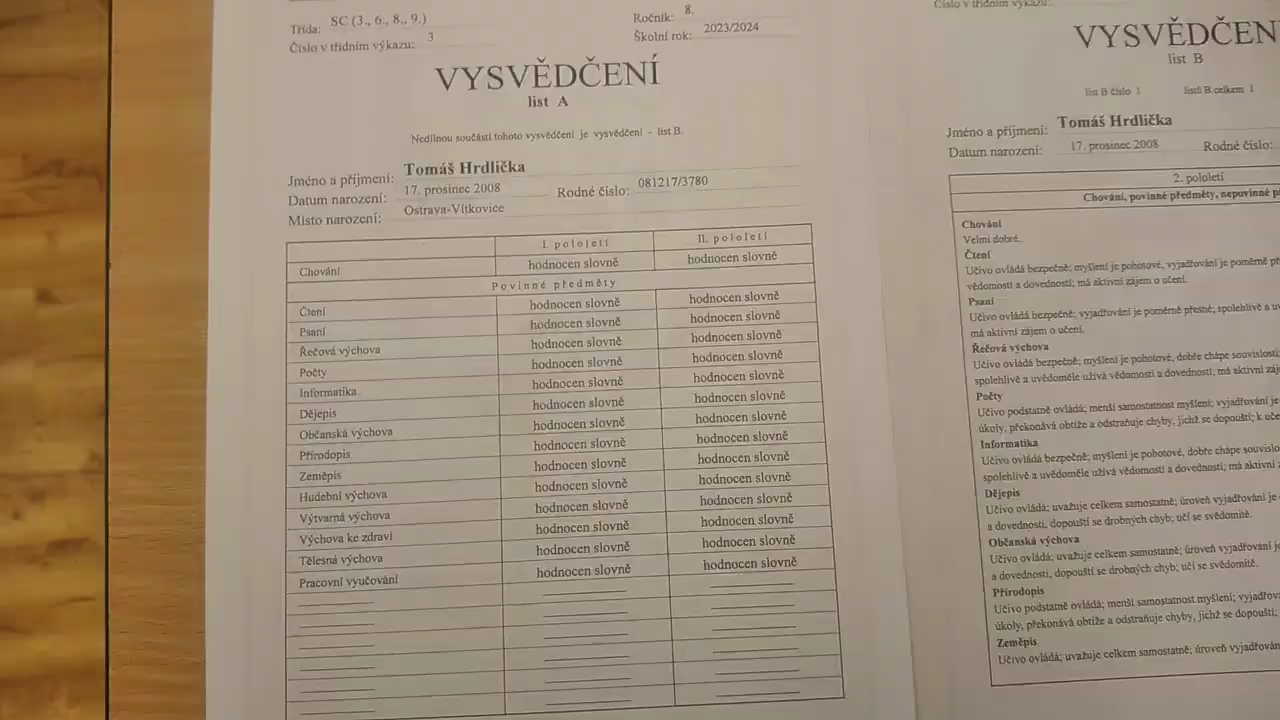 Třída: SC (3., 6., 8., 9.)
Číslo v třídním výkazu: 3
Ročník: 8.
Školní rok: 2023/2024
VYSVĚDČENÍ
list A
Nedílnou součástí tohoto vysvědčení je vysvědčení - list B.
Jméno a příjmení: Tomáš Hrdlička
Datum narození: 17. prosinec 2008 Rodné číslo: 081217/3780
Místo narození: Ostrava-Vítkovice
I. pololetí II. pololetí
Chování hodnocen slovně hodnocen slovně
Povinné předměty
Čtení hodnocen slovně hodnocen slovně
Psaní hodnocen slovně hodnocen slovně
Řečová výchova hodnocen slovně hodnocen slovně
Počty hodnocen slovně hodnocen slovně
Informatika hodnocen slovně hodnocen slovně
Dějepis hodnocen slovně hodnocen slovně
Občanská výchova hodnocen slovně hodnocen slovně
Přírodopis hodnocen slovně hodnocen slovně
Zeměpis hodnocen slovně hodnocen slovně
Hudební výchova hodnocen slovně hodnocen slovně
Výtvarná výchova hodnocen slovně hodnocen slovně
Výchova ke zdraví hodnocen slovně hodnocen slovně
Tělesná výchova hodnocen slovně hodnocen slovně
Pracovní vyučování hodnocen slovně hodnocen slovně
Číslo v třídním výkazu:
VYSVĚDČEN
list B
list B číslo 1 listů B celkem 1
Jméno a příjmení: Tomáš Hrdlička
Datum narození: 17. prosinec 2008 Rodné číslo:
2. pololetí
Chování, povinné předměty, nepovinné
Chování
Velmi dobré.
Čtení
Učivo ovládá bezpečně; myšlení je pohotové, vyjadřování je poměrně
vědomosti a dovednosti; má aktivní zájem o učení.
Psaní
Učivo ovládá bezpečně; vyjadřování je poměrně přesné; spolehlivě a
má aktivní zájem o učení.
Řečová výchova
Učivo ovládá bezpečně; myšlení je pohotové, dobře chápe souvislosti;
spolehlivě a uvědoměle užívá vědomosti a dovednosti; má aktivní
Počty
Učivo podstatně ovládá; menší samostatnost myšlení; vyjadřování je
úkoly, překonává obtíže a odstraňuje chyby, jichž se dopouští; k
Informatika
Učivo ovládá bezpečně; myšlení je pohotové, dobře chápe
spolehlivě a uvědoměle užívá vědomosti a dovednosti; má aktivní
Dějepis
Učivo ovládá; uvažuje celkem samostatně; úroveň vyjadřování je
a dovednosti, dopouští se drobných chyb; učí se svědomitě.
Občanská výchova
Učivo ovládá; uvažuje celkem samostatně; úroveň vyjadřování
a dovednosti, dopouští se drobných chyb; učí se svědomitě.
Přírodopis
Učivo podstatně ovládá; menší samostatnost myšlení;
úkoly, překonává obtíže a odstraňuje chyby, jichž se dopouští;
Zeměpis
Učivo ovládá; uvažuje celkem samostatně; úroveň